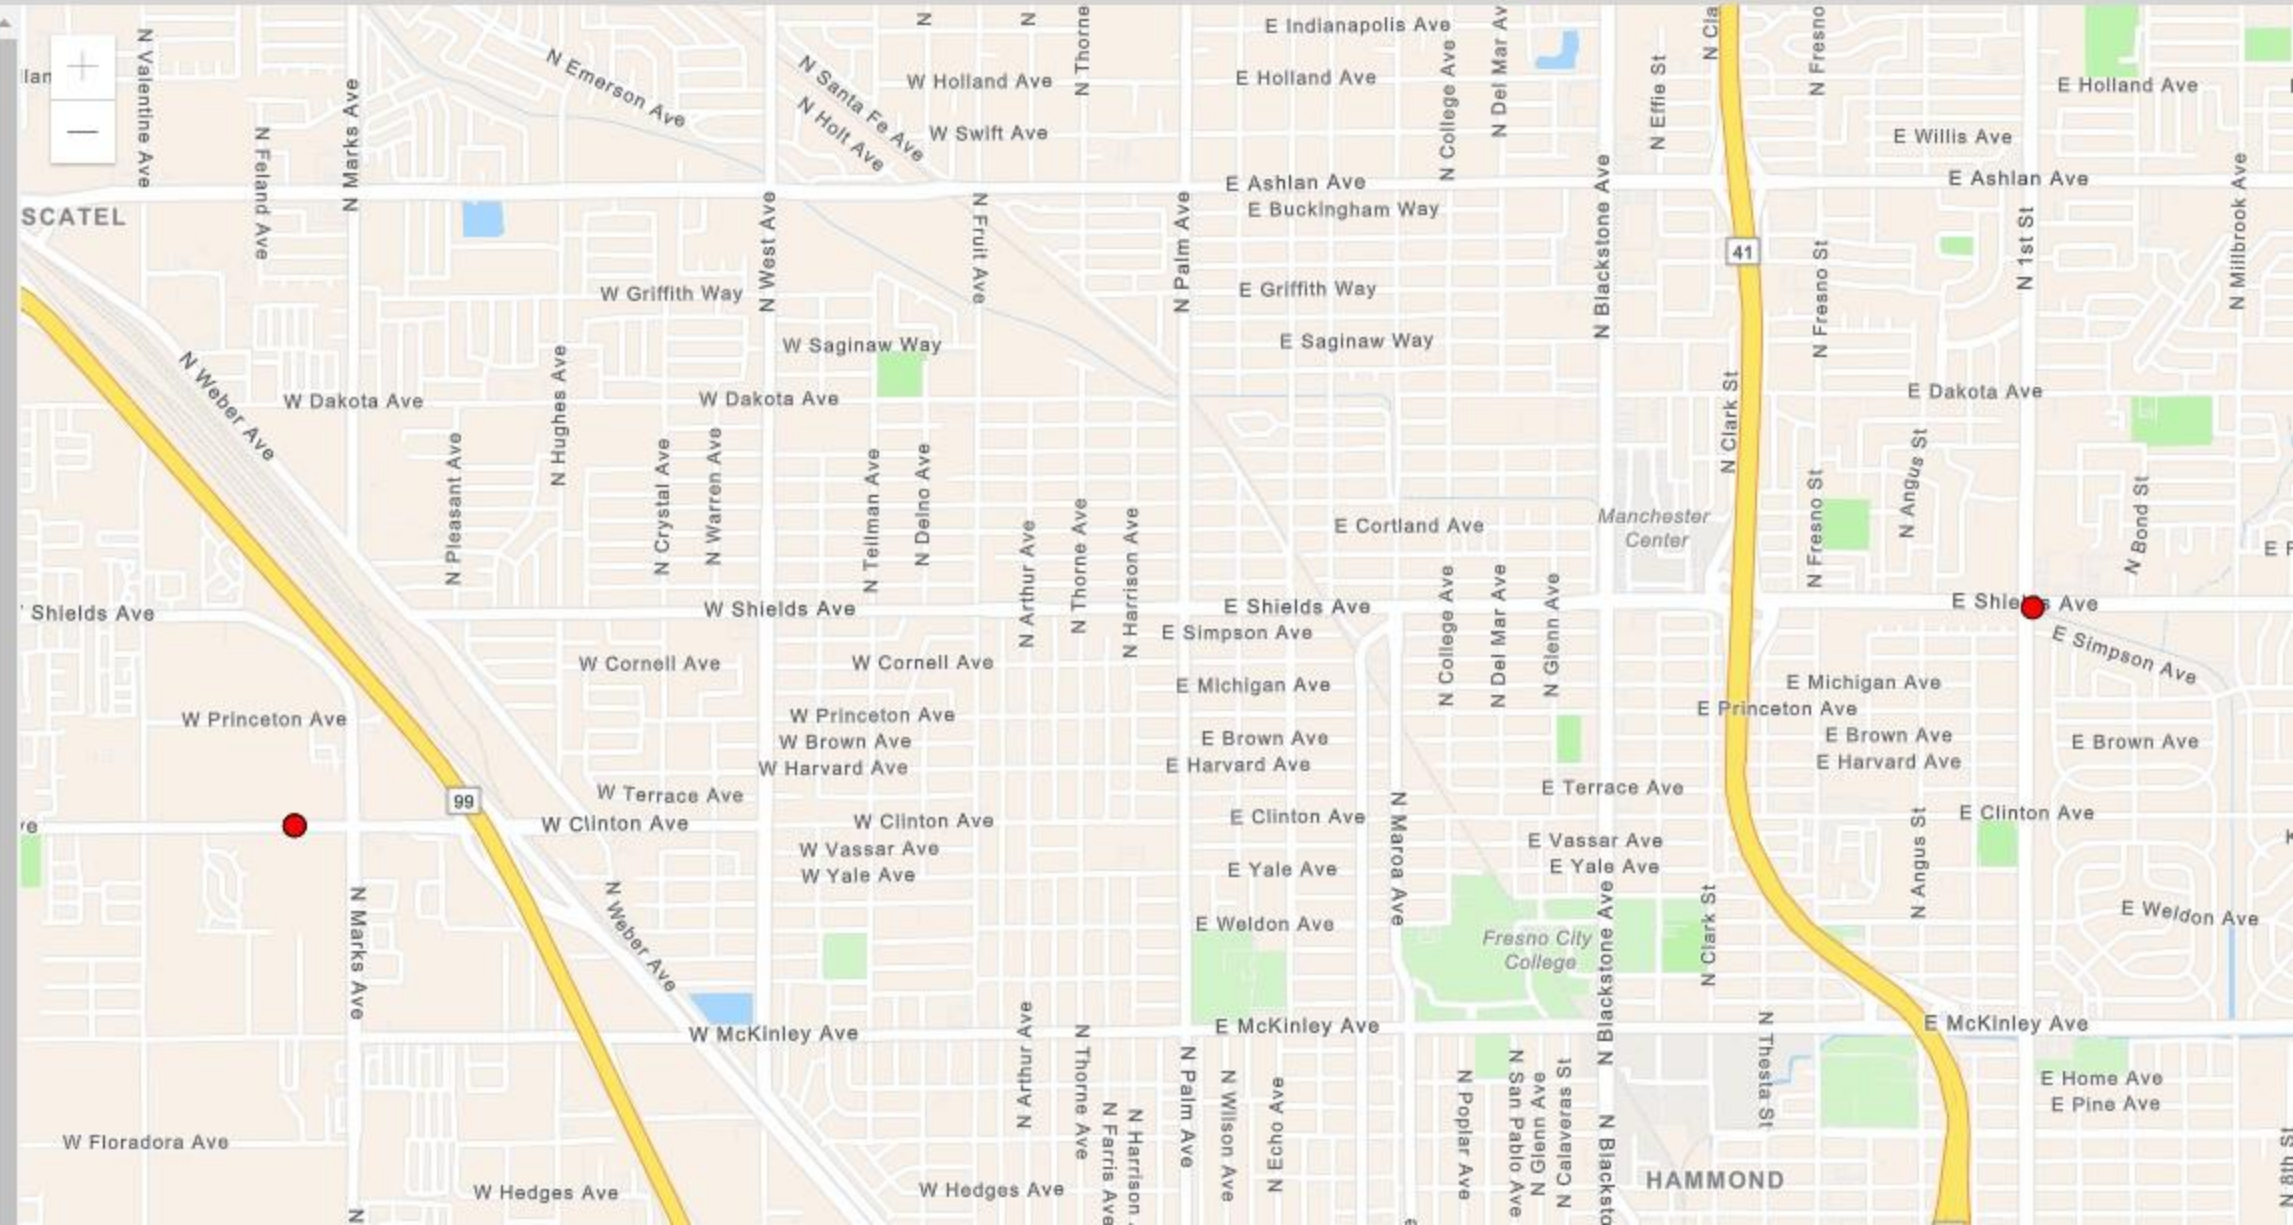 E Indianapolis Ave
N
N
N Thorne
N Valentine Ave
N Emerson Ave
N Santa Fe Ave
N Holt Ave
W Holland Ave
E Holland Ave
E Holland Ave
N College Ave
N Del Mar Av
N Effie St
N Cla
N Fresno
N Feland Ave
N Marks Ave
W Swift Ave
E Willis Ave
E Ashlan Ave
E Ashlan Ave
E Buckingham Way
SCATEL
N West Ave
N Fruit Ave
N Palm Ave
N Blackstone Ave
41
N Fresno St
N 1st St
N Millbrook Ave
W Griffith Way
E Griffith Way
W Saginaw Way
E Saginaw Way
N Weber Ave
W Dakota Ave
W Dakota Ave
E Dakota Ave
N Hughes Ave
N Pleasant Ave
N Crystal Ave
N Warren Ave
N Teilman Ave
N Delno Ave
N Arthur Ave
N Thorne Ave
N Harrison Ave
E Cortland Ave
Manchester
Center
N Clark St
N Fresno St
N Angus St
N Bond St
Shields Ave
W Shields Ave
E Shields Ave
E Shields Ave
E Simpson Ave
E Simpson Ave
N College Ave
N Del Mar Ave
N Glenn Ave
W Cornell Ave
W Cornell Ave
E Michigan Ave
E Michigan Ave
W Princeton Ave
W Princeton Ave
E Princeton Ave
W Brown Ave
E Brown Ave
E Brown Ave
E Brown Ave
W Harvard Ave
E Harvard Ave
E Harvard Ave
99
W Terrace Ave
E Terrace Ave
W Clinton Ave
W Clinton Ave
E Clinton Ave
E Clinton Ave
W Vassar Ave
E Vassar Ave
W Yale Ave
E Yale Ave
E Yale Ave
N Maroa Ave
N Angus St
N Marks Ave
N Weber Ave
E Weldon Ave
E Weldon Ave
Fresno City
College
N Blackstone Ave
N Clark St
W McKinley Ave
E McKinley Ave
E McKinley Ave
N Arthur Ave
N Thorne Ave
N Farris Ave
N Harrison
N Palm Ave
N Wilson Ave
N Echo Ave
N Poplar Ave
N San Pablo Ave
N Glenn Ave
N Calaveras St
N Blacksto
N Thesta St
E Home Ave
E Pine Ave
W Floradora Ave
W Hedges Ave
W Hedges Ave
HAMMOND
N 8th St
N